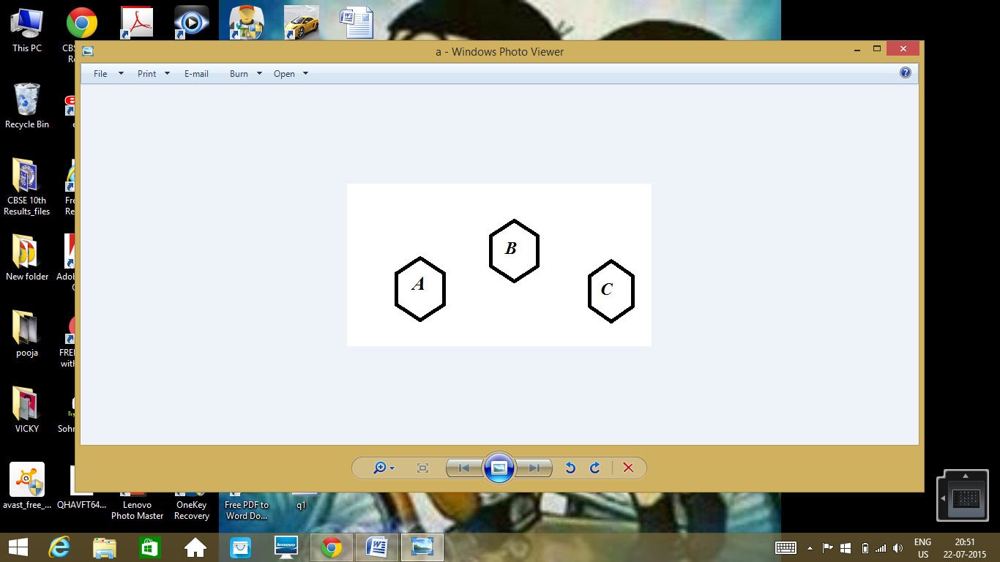 This PC
a - Windows Photo Viewer
File
Print
E-mail
Burn
Open
Recycle Bin
CBSE 10th
Results_files
New folder
pooja
VICKY
B
A
C
avast_free_...
QHAVFT64...
Lenovo
Photo Master
OneKey
Recovery
Free PDF to
Word Do...
q1
ENG
US
20:51
22-07-2015